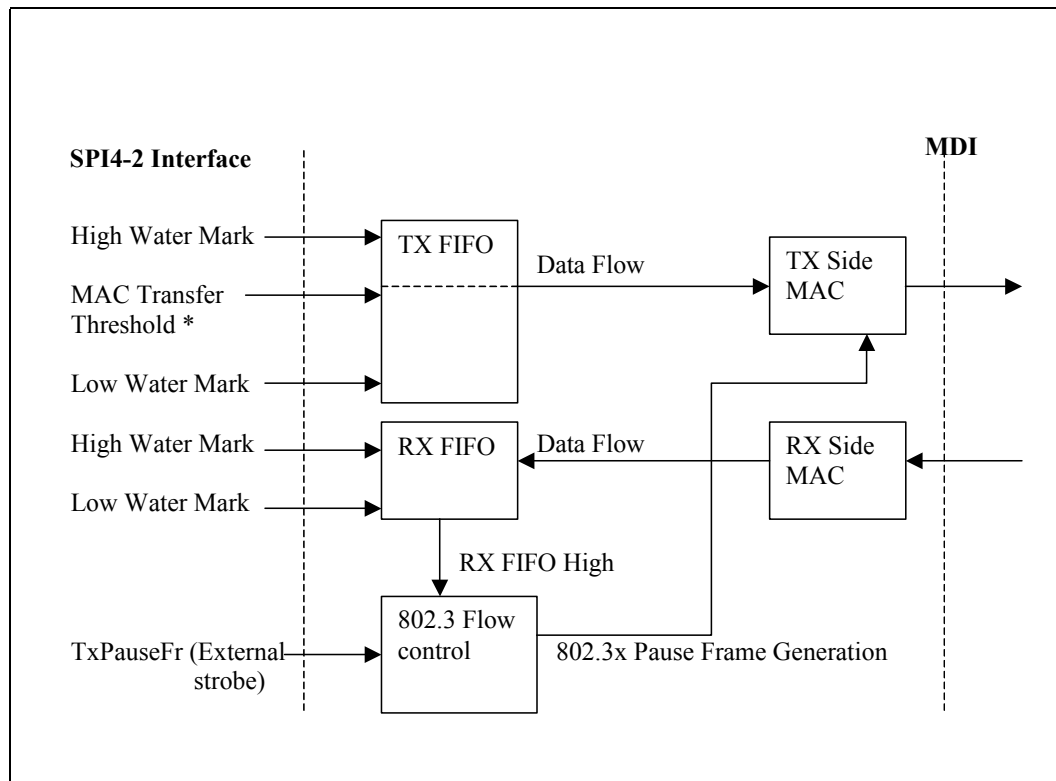 SPI4-2 Interface
MDI
High Water Mark
TX FIFO
Data Flow
TX Side
MAC
MAC Transfer
Threshold *
Low Water Mark
High Water Mark
RX FIFO
Data Flow
RX Side
MAC
Low Water Mark
RX FIFO High
802.3 Flow
control
TxPauseFr (External
strobe)
802.3x Pause Frame Generation